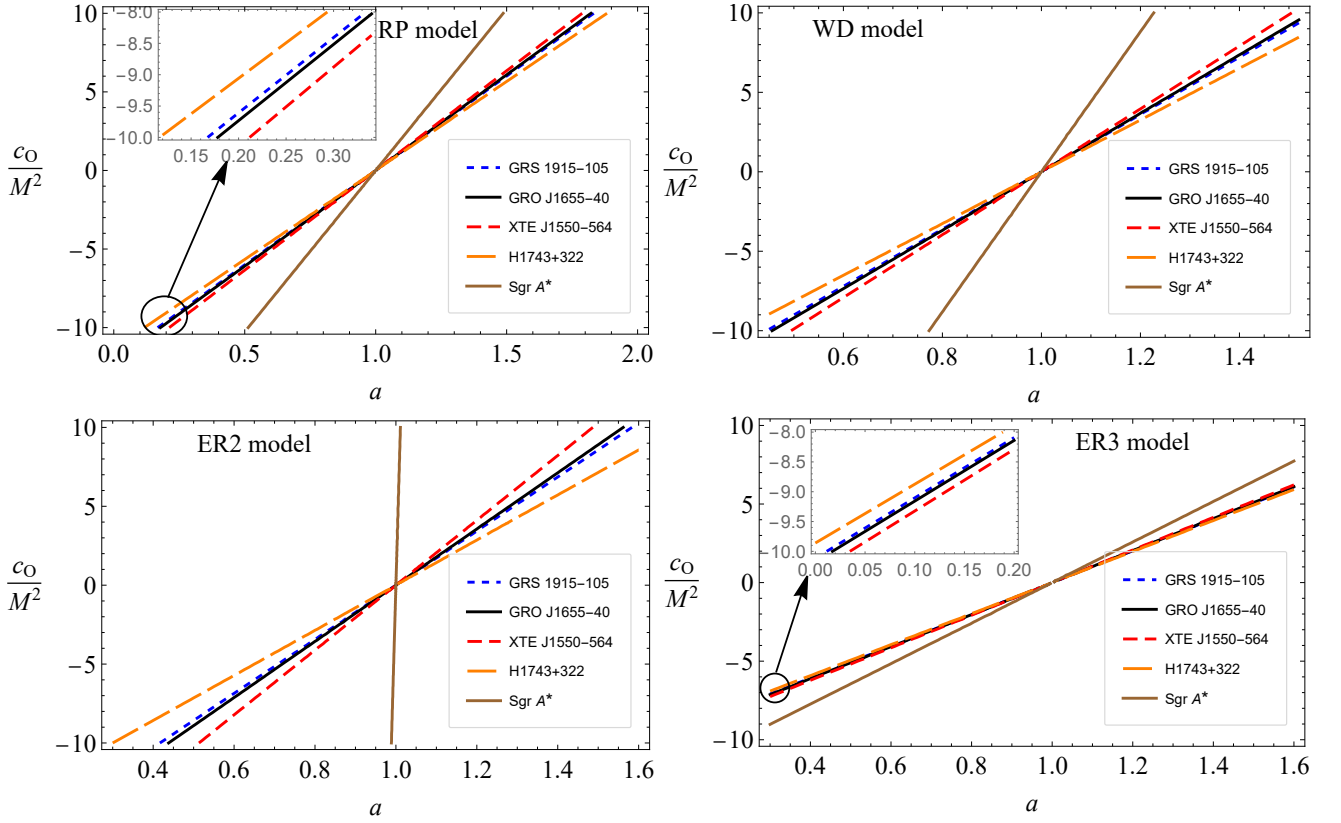 RP model
10
5
0
−5
−10
c_O
M^2
−8.0
−8.5
−9.0
−9.5
−10.0
0.15 0.20 0.25 0.30
GRS 1915−105
GRO J1655−40
XTE J1550−564
H1743+322
Sgr A*
0.0 0.5 1.0 1.5 2.0
a
WD model
10
5
0
−5
−10
c_O
M^2
GRS 1915−105
GRO J1655−40
XTE J1550−564
H1743+322
Sgr A*
0.6 0.8 1.0 1.2 1.4
a
ER2 model
10
5
0
−5
−10
c_O
M^2
GRS 1915−105
GRO J1655−40
XTE J1550−564
H1743+322
Sgr A*
0.4 0.6 0.8 1.0 1.2 1.4 1.6
a
ER3 model
10
5
0
−5
−10
c_O
M^2
−8.0
−8.5
−9.0
−9.5
−10.0
0.00 0.05 0.10 0.15 0.20
GRS 1915−105
GRO J1655−40
XTE J1550−564
H1743+322
Sgr A*
0.4 0.6 0.8 1.0 1.2 1.4 1.6
a